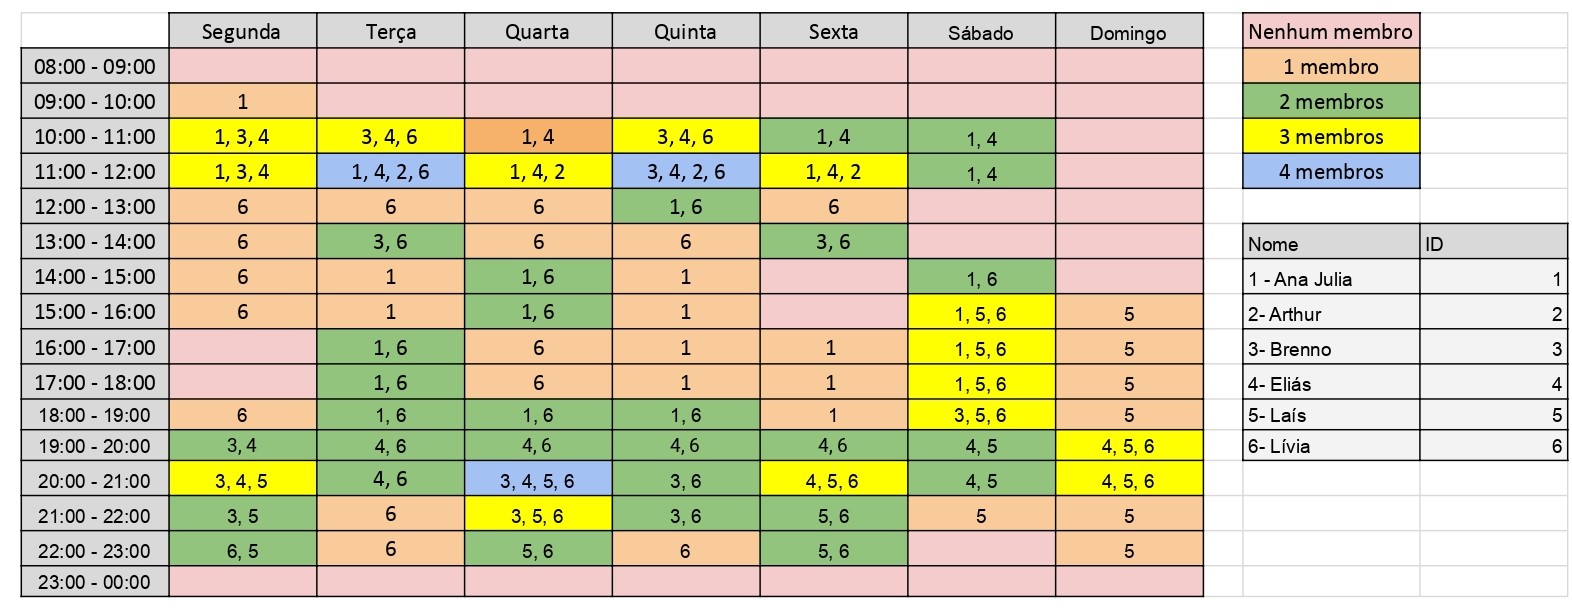 Segunda Terça Quarta Quinta Sexta Sábado Domingo Nenhum membro
08:00 - 09:00 1 membro
09:00 - 10:00 1 2 membros
10:00 - 11:00 1, 3, 4 3, 4, 6 1, 4 3, 4, 6 1, 4 1, 4 3 membros
11:00 - 12:00 1, 3, 4 1, 4, 2, 6 1, 4, 2 3, 4, 2, 6 1, 4, 2 1, 4 4 membros
12:00 - 13:00 6 6 6 1, 6 6
13:00 - 14:00 6 3, 6 6 6 3, 6 Nome ID
14:00 - 15:00 6 1 1, 6 1 1, 6 1 - Ana Julia 1
15:00 - 16:00 6 1 1, 6 1 1, 5, 6 5 2- Arthur 2
16:00 - 17:00 1, 6 6 1 1 1, 5, 6 5 3- Brenno 3
17:00 - 18:00 1, 6 6 1 1 1, 5, 6 5 4- Eliás 4
18:00 - 19:00 6 1, 6 1, 6 1, 6 1 3, 5, 6 5 5- Laís 5
19:00 - 20:00 3, 4 4, 6 4, 6 4, 6 4, 6 4, 5 4, 5, 6 6- Lívia 6
20:00 - 21:00 3, 4, 5 4, 6 3, 4, 5, 6 3, 6 4, 5, 6 4, 5 4, 5, 6
21:00 - 22:00 3, 5 6 3, 5, 6 3, 6 5, 6 5 5
22:00 - 23:00 6, 5 6 5, 6 6 5, 6 5
23:00 - 00:00